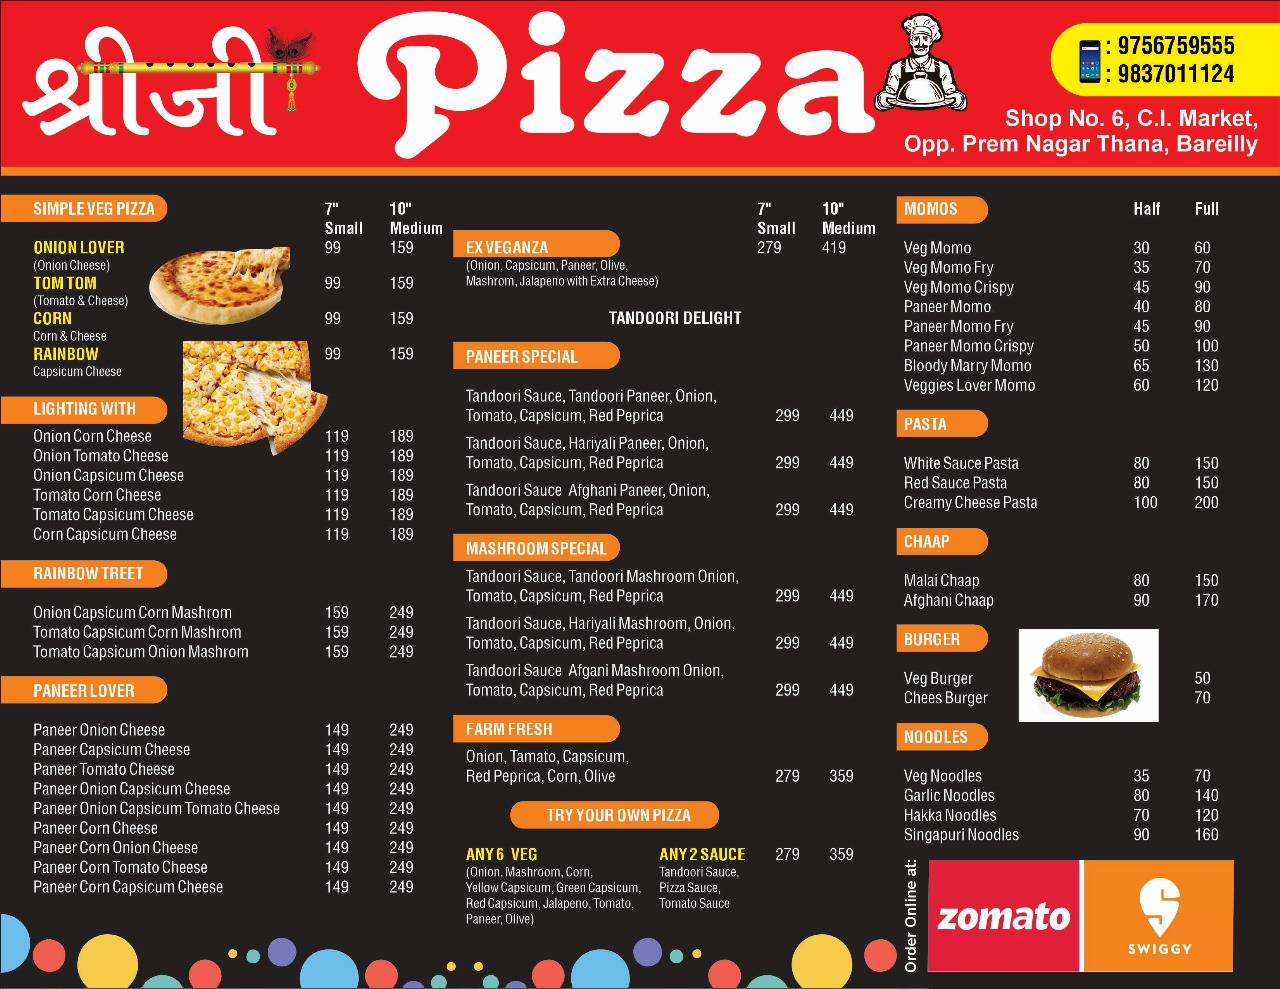 श्रीजी Pizza
: 9756759555
: 9837011124
Shop No. 6, C.I. Market,
Opp. Prem Nagar Thana, Bareilly
SIMPLE VEG PIZZA
7" 10"
Small Medium
ONION LOVER 99 159
(Onion Cheese)
TOM TOM 99 159
(Tomato & Cheese)
CORN 99 159
Corn & Cheese
RAINBOW 99 159
Capsicum Cheese
LIGHTING WITH
Onion Corn Cheese 119 189
Onion Tomato Cheese 119 189
Onion Capsicum Cheese 119 189
Tomato Corn Cheese 119 189
Tomato Capsicum Cheese 119 189
Corn Capsicum Cheese 119 189
RAINBOW TREET
Onion Capsicum Corn Mashrom 159 249
Tomato Capsicum Corn Mashrom 159 249
Tomato Capsicum Onion Mashrom 159 249
PANEER LOVER
Paneer Onion Cheese 149 249
Paneer Capsicum Cheese 149 249
Paneer Tomato Cheese 149 249
Paneer Onion Capsicum Cheese 149 249
Paneer Onion Capsicum Tomato Cheese 149 249
Paneer Corn Cheese 149 249
Paneer Corn Onion Cheese 149 249
Paneer Corn Tomato Cheese 149 249
Paneer Corn Capsicum Cheese 149 249
7" 10"
Small Medium
EX VEGANZA 279 419
(Onion, Capsicum, Paneer, Olive,
Mashrom, Jalapeno with Extra Cheese)
TANDOORI DELIGHT
PANEER SPECIAL
Tandoori Sauce, Tandoori Paneer, Onion,
Tomato, Capsicum, Red Peprica 299 449
Tandoori Sauce, Hariyali Paneer, Onion,
Tomato, Capsicum, Red Peprica 299 449
Tandoori Sauce Afghani Paneer, Onion,
Tomato, Capsicum, Red Peprica 299 449
MASHROOM SPECIAL
Tandoori Sauce, Tandoori Mashroom Onion,
Tomato, Capsicum, Red Peprica 299 449
Tandoori Sauce, Hariyali Mashroom, Onion,
Tomato, Capsicum, Red Peprica 299 449
Tandoori Sauce Afgani Mashroom Onion,
Tomato, Capsicum, Red Peprica 299 449
FARM FRESH
Onion, Tamato, Capsicum,
Red Peprica, Corn, Olive 279 359
TRY YOUR OWN PIZZA
ANY 6 VEG ANY 2 SAUCE 279 359
(Onion, Mashroom, Corn, Tandoori Sauce,
Yellow Capsicum, Green Capsicum, Pizza Sauce,
Red Capsicum, Jalapeno, Tomato, Tomato Sauce
Paneer, Olive)
MOMOS Half Full
Veg Momo 30 60
Veg Momo Fry 35 70
Veg Momo Crispy 45 90
Paneer Momo 40 80
Paneer Momo Fry 45 90
Paneer Momo Crispy 50 100
Bloody Marry Momo 65 130
Veggies Lover Momo 60 120
PASTA
White Sauce Pasta 80 150
Red Sauce Pasta 80 150
Creamy Cheese Pasta 100 200
CHAAP
Malai Chaap 80 150
Afghani Chaap 90 170
BURGER
Veg Burger 50
Chees Burger 70
NOODLES
Veg Noodles 35 70
Garlic Noodles 80 140
Hakka Noodles 70 120
Singapuri Noodles 90 160
Order Online at:
zomato
SWIGGY